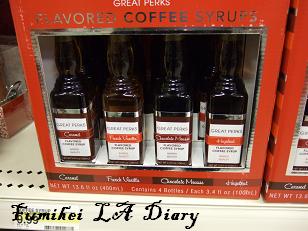 GREAT PERKS
FLAVORED COFFEE SYRUPS
GREAT PERKS
Caramel
FLAVORED
COFFEE SYRUP
GREAT PERKS
French Vanilla
FLAVORED
COFFEE SYRUP
GREAT PERKS
Chocolate Mousse
FLAVORED
COFFEE SYRUP
GREAT PERKS
Hazelnut
FLAVORED
COFFEE SYRUP
Caramel
French Vanilla
Chocolate Mousse
Hazelnut
NET WT 13.6 fl oz (400mL)
Contains 4 Bottles / Each 3.4 fl oz (100mL)
Fumihei LA Diary